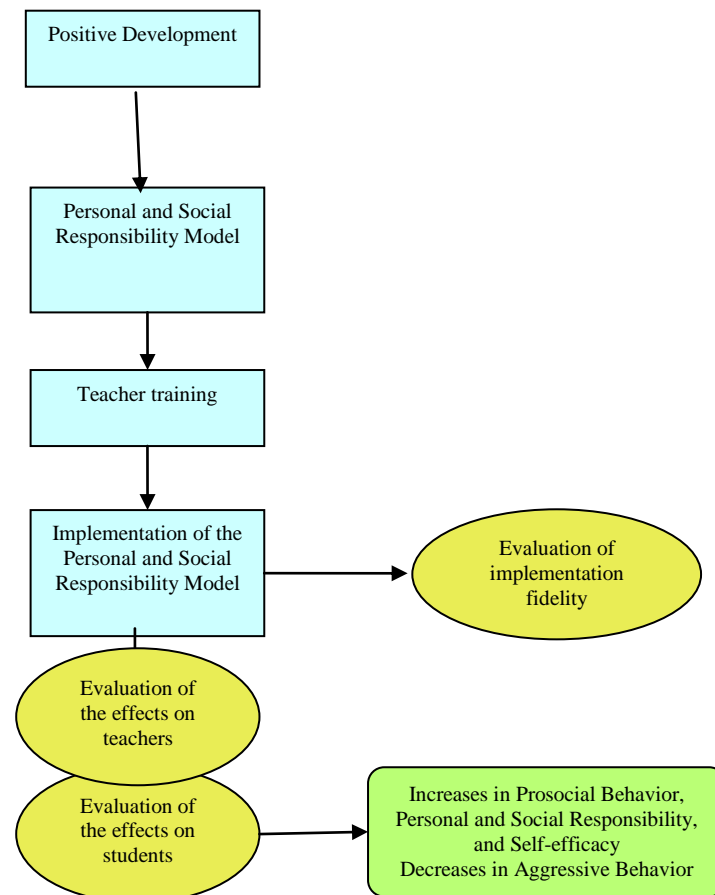 Positive Development
Personal and Social
Responsibility Model
Teacher training
Implementation of the
Personal and Social
Responsibility Model
Evaluation of
implementation
fidelity
Evaluation of
the effects on
teachers
Evaluation of
the effects on
students
Increases in Prosocial Behavior,
Personal and Social Responsibility,
and Self-efficacy
Decreases in Aggressive Behavior